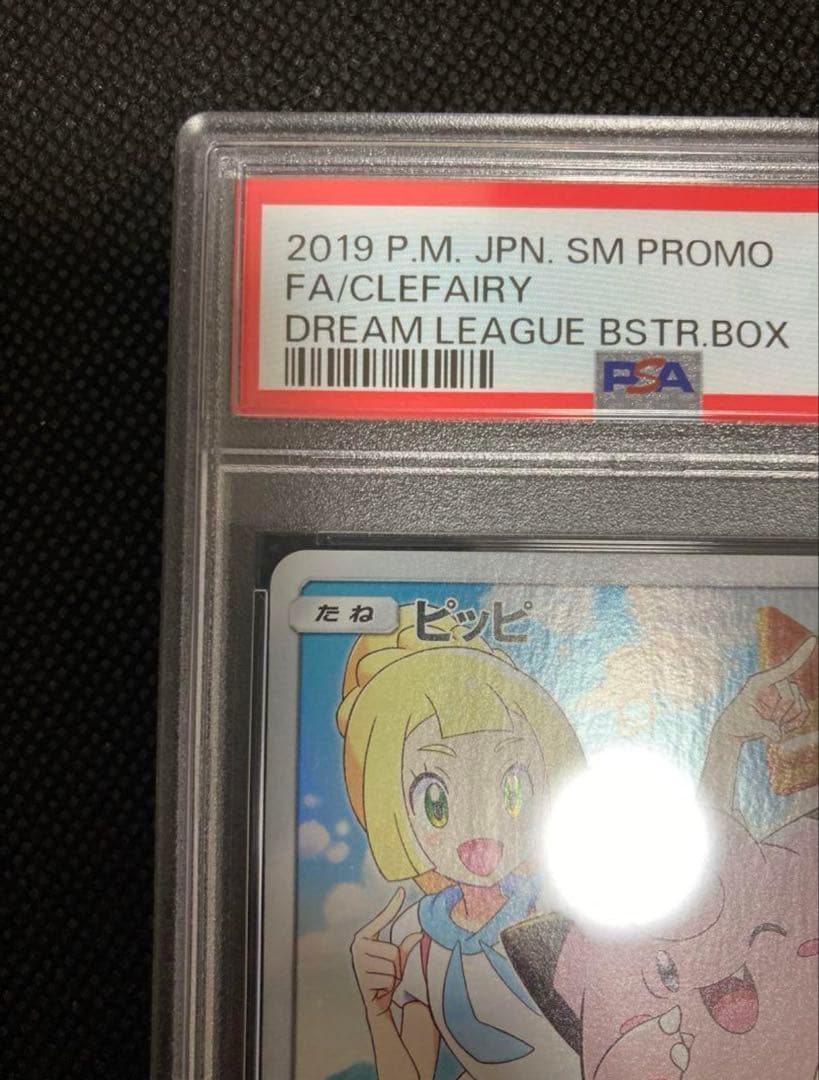 2019 P.M. JPN. SM PROMO
FA/CLEFAIRY
DREAM LEAGUE BSTR.BOX
PSA
たね ピッピ